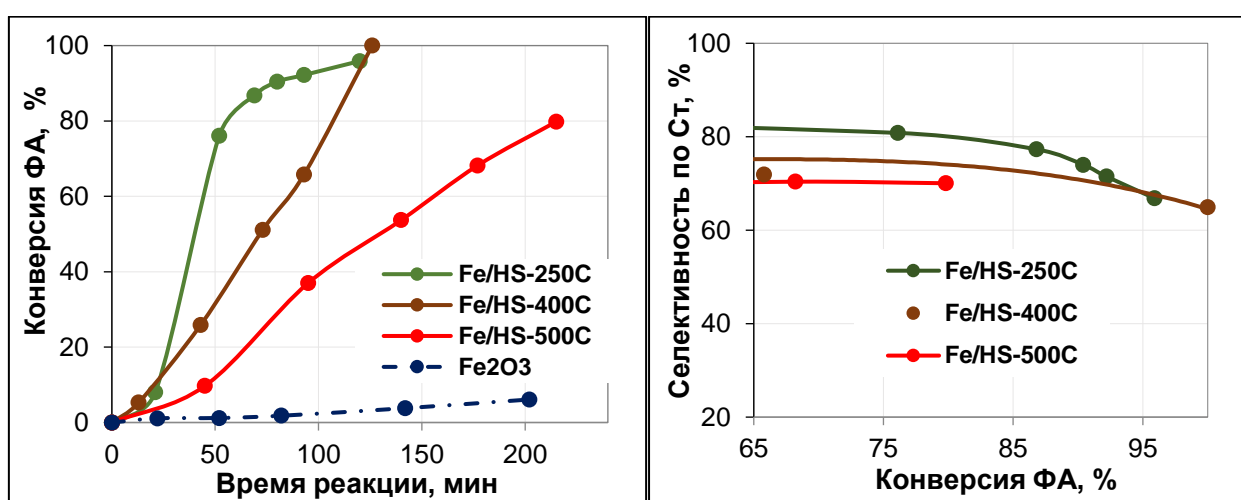 Конверсия ФА, %
100
80
60
40
20
0
0
50
100
150
200
Время реакции, мин
Fe/HS-250C
Fe/HS-400C
Fe/HS-500C
Fe2O3
Селективность по Ст, %
100
80
60
40
20
65
75
85
95
Конверсия ФА, %
Fe/HS-250C
Fe/HS-400C
Fe/HS-500C